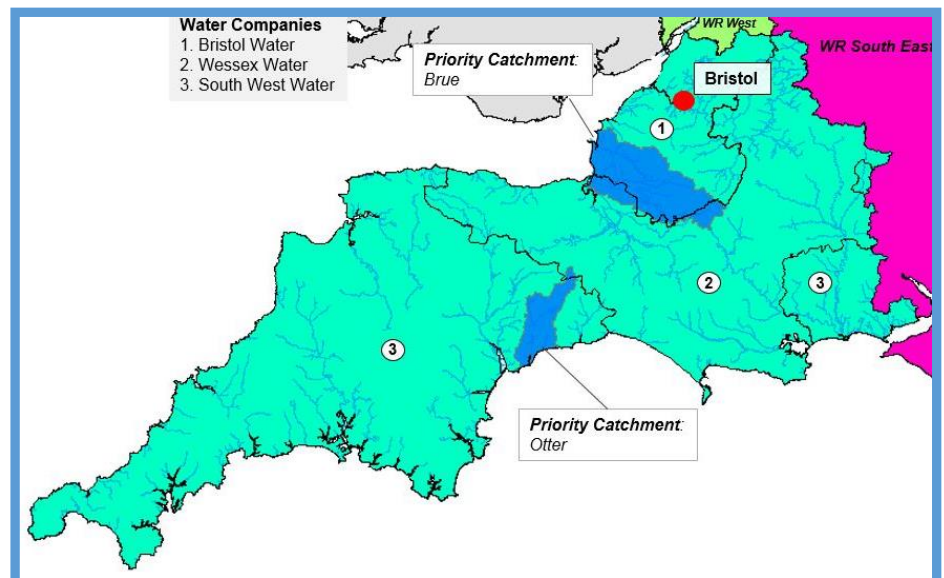 Water Companies
1. Bristol Water
2. Wessex Water
3. South West Water
Priority Catchment:
Brue
WR West
WR South East
Bristol
1
2
3
3
Priority Catchment:
Otter